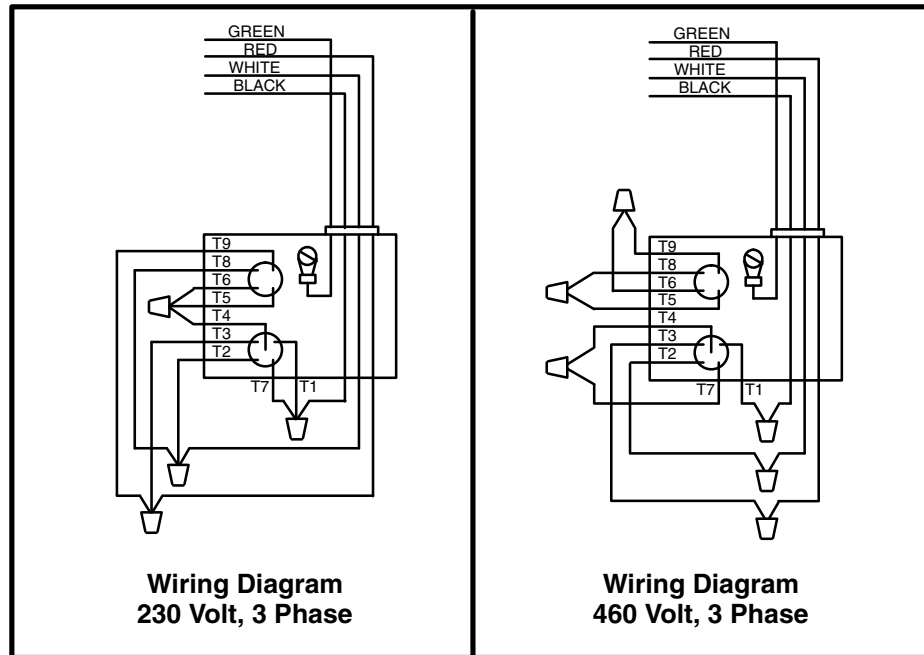 GREEN
RED
WHITE
BLACK
T9
T8
T6
T5
T4
T3
T2
T7 T1
Wiring Diagram
230 Volt, 3 Phase
GREEN
RED
WHITE
BLACK
T9
T8
T6
T5
T4
T3
T2
T7 T1
Wiring Diagram
460 Volt, 3 Phase